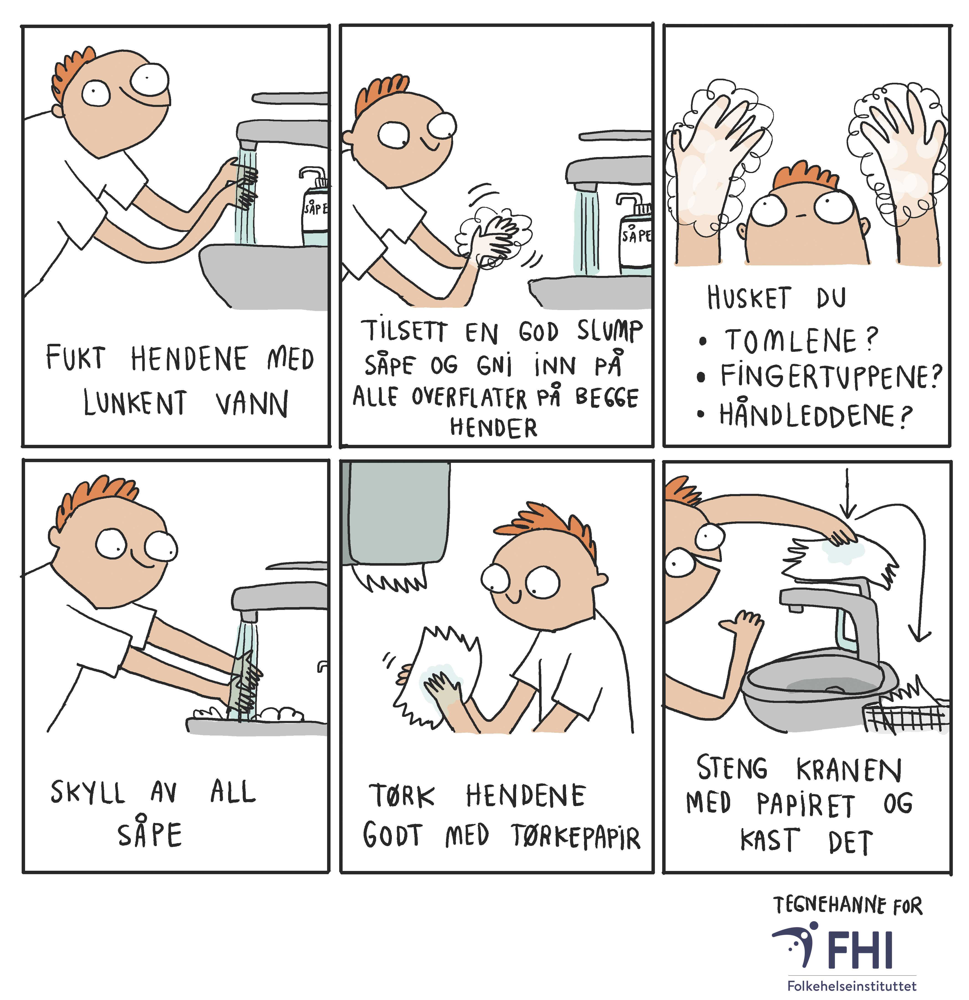 SÅPE
FUKT HENDENE MED
LUNKENT VANN
SÅPE
TILSETT EN GOD SLUMP
SÅPE OG GNI INN PÅ
ALLE OVERFLATER PÅ BEGGE
HENDER
HUSKET DU
• TOMLENE?
• FINGERTUPPENE?
• HÅNDLEDDENE?
SKYLL AV ALL
SÅPE
TØRK HENDENE
GODT MED TØRKEPAPIR
STENG KRANEN
MED PAPIRET OG
KAST DET
TEGNEHANNE FOR
FHI
Folkehelseinstituttet